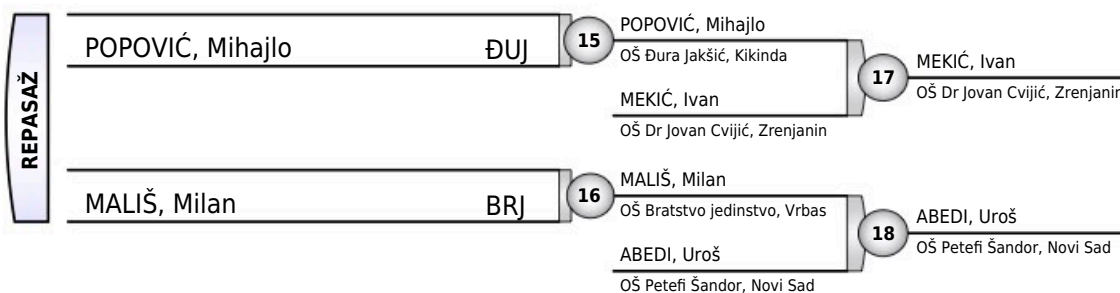 REPASAŽ
POPOVIĆ, Mihajlo ĐUJ
15
POPOVIĆ, Mihajlo
OŠ Đura Jakšić, Kikinda
MEKIĆ, Ivan
OŠ Dr Jovan Cvijić, Zrenjanin
17
MEKIĆ, Ivan
OŠ Dr Jovan Cvijić, Zrenjanin
MALIŠ, Milan BRJ
16
MALIŠ, Milan
OŠ Bratstvo jedinstvo, Vrbas
ABEDI, Uroš
OŠ Petefi Šandor, Novi Sad
18
ABEDI, Uroš
OŠ Petefi Šandor, Novi Sad